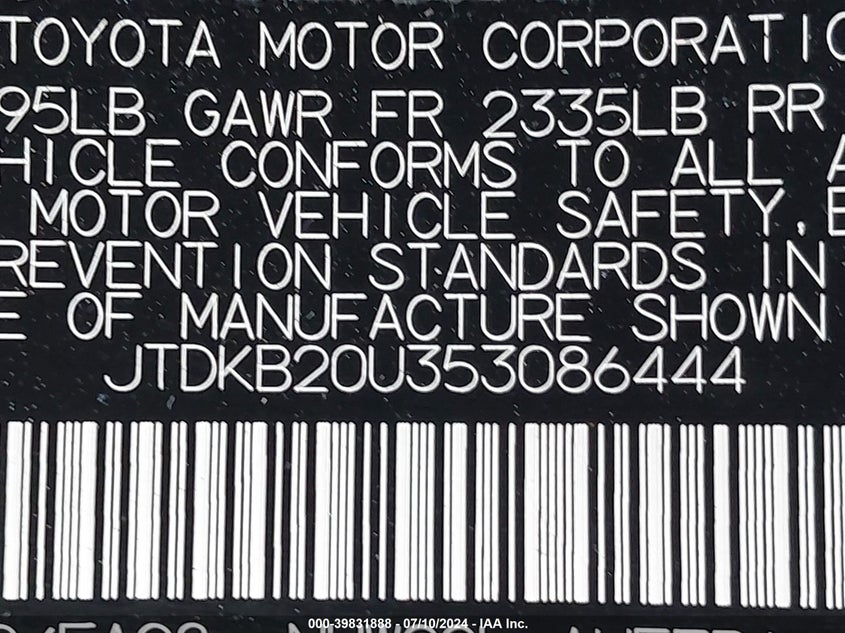 TOYOTA MOTOR CORPORATIO
95LB GAWR FR 2335LB RR
HICLE CONFORMS TO ALL A
MOTOR VEHICLE SAFETY, B
REVENTION STANDARDS IN
E OF MANUFACTURE SHOWN
JTDKB20U353086444
000-39831888 - 07/10/2024 - IAA Inc.